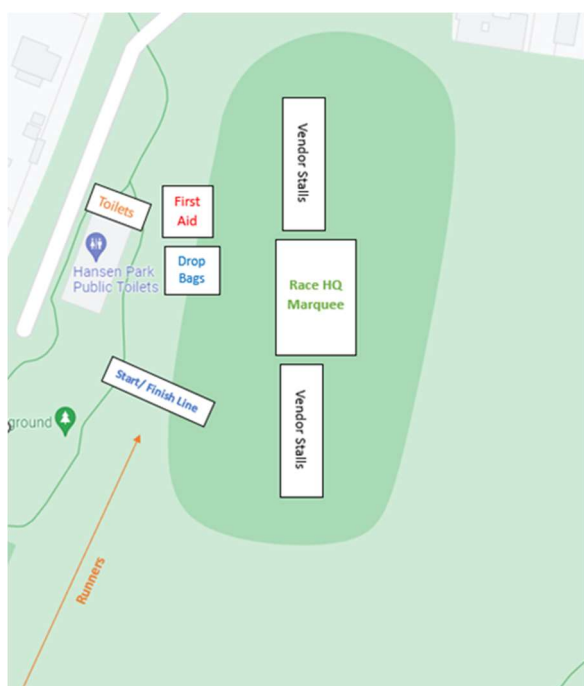 Vendor Stalls
Toilets
First
Aid
Drop
Bags
Hansen Park
Public Toilets
Race HQ
Marquee
Start/ Finish Line
ground
Vendor Stalls
Runners